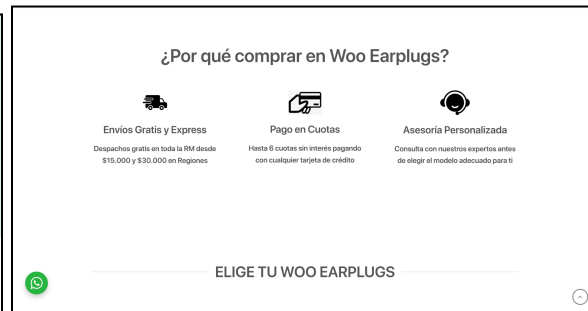 ¿Por qué comprar en Woo Earplugs?
Envíos Gratis y Express
Despachos gratis en toda la RM desde
$15.000 y $30.000 en Regiones
Pago en Cuotas
Hasta 6 cuotas sin interés pagando
con cualquier tarjeta de crédito
Asesoría Personalizada
Consulta con nuestros expertos antes
de elegir el modelo adecuado para ti
ELIGE TU WOO EARPLUGS